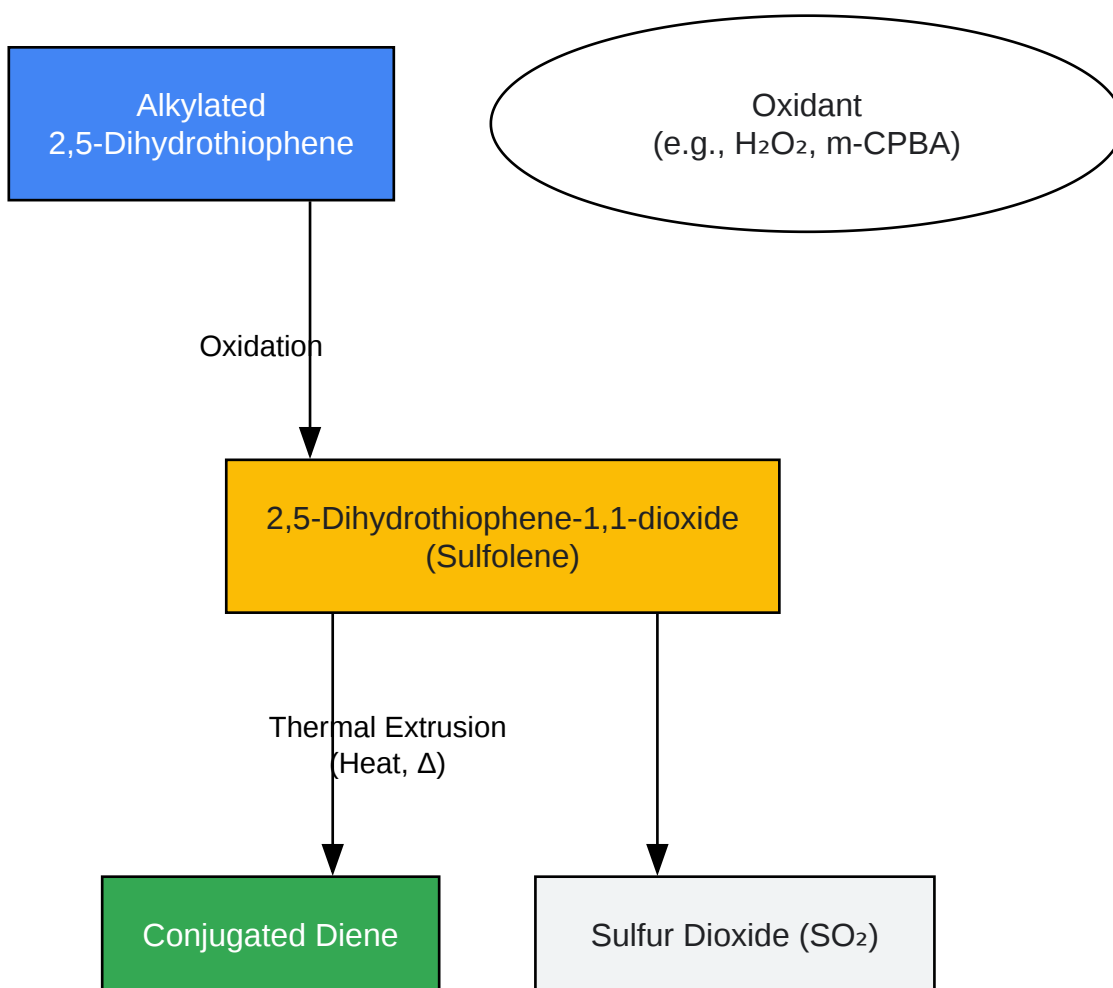 Alkylated
2,5-Dihydrothiophene
Oxidant
(e.g., H₂O₂, m-CPBA)
Oxidation
2,5-Dihydrothiophene-1,1-dioxide
(Sulfolene)
Thermal Extrusion
(Heat, Δ)
Conjugated Diene
Sulfur Dioxide (SO₂)